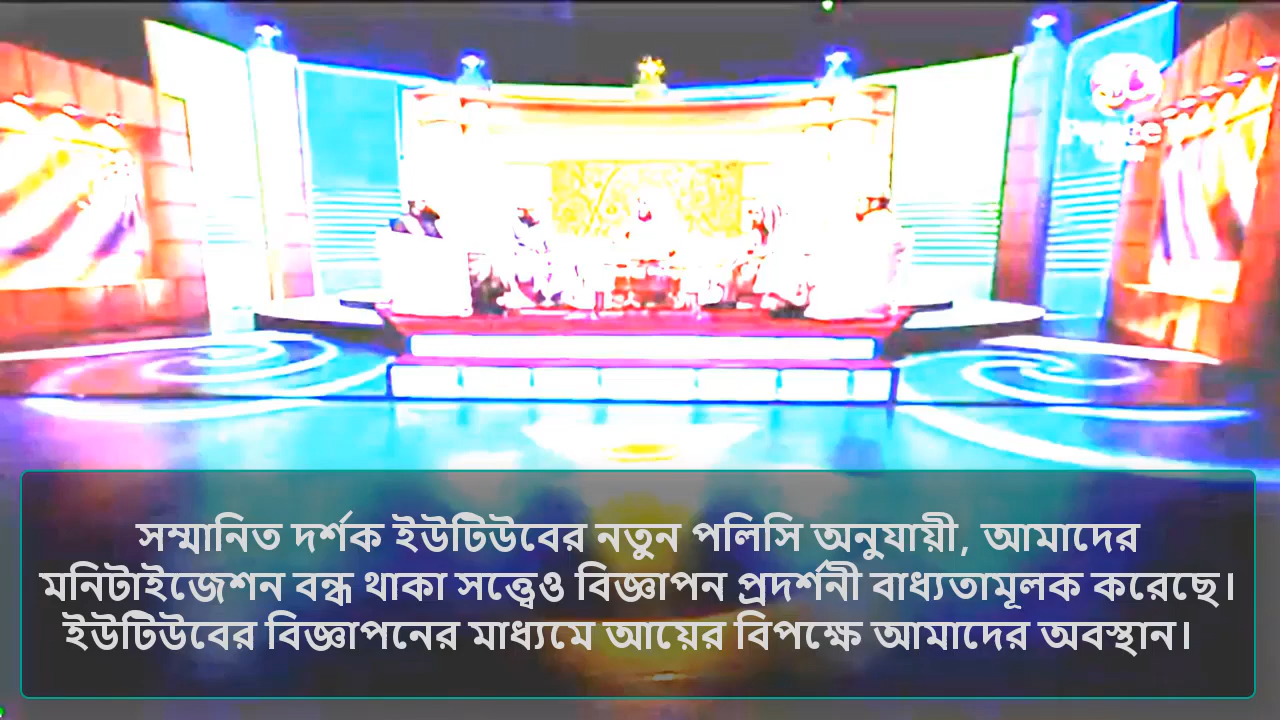 সম্মানিত দর্শক ইউটিউবের নতুন পলিসি অনুযায়ী, আমাদের
মনিটাইজেশন বন্ধ থাকা সত্ত্বেও বিজ্ঞাপন প্রদর্শনী বাধ্যতামূলক করেছে।
ইউটিউবের বিজ্ঞাপনের মাধ্যমে আয়ের বিপক্ষে আমাদের অবস্থান।